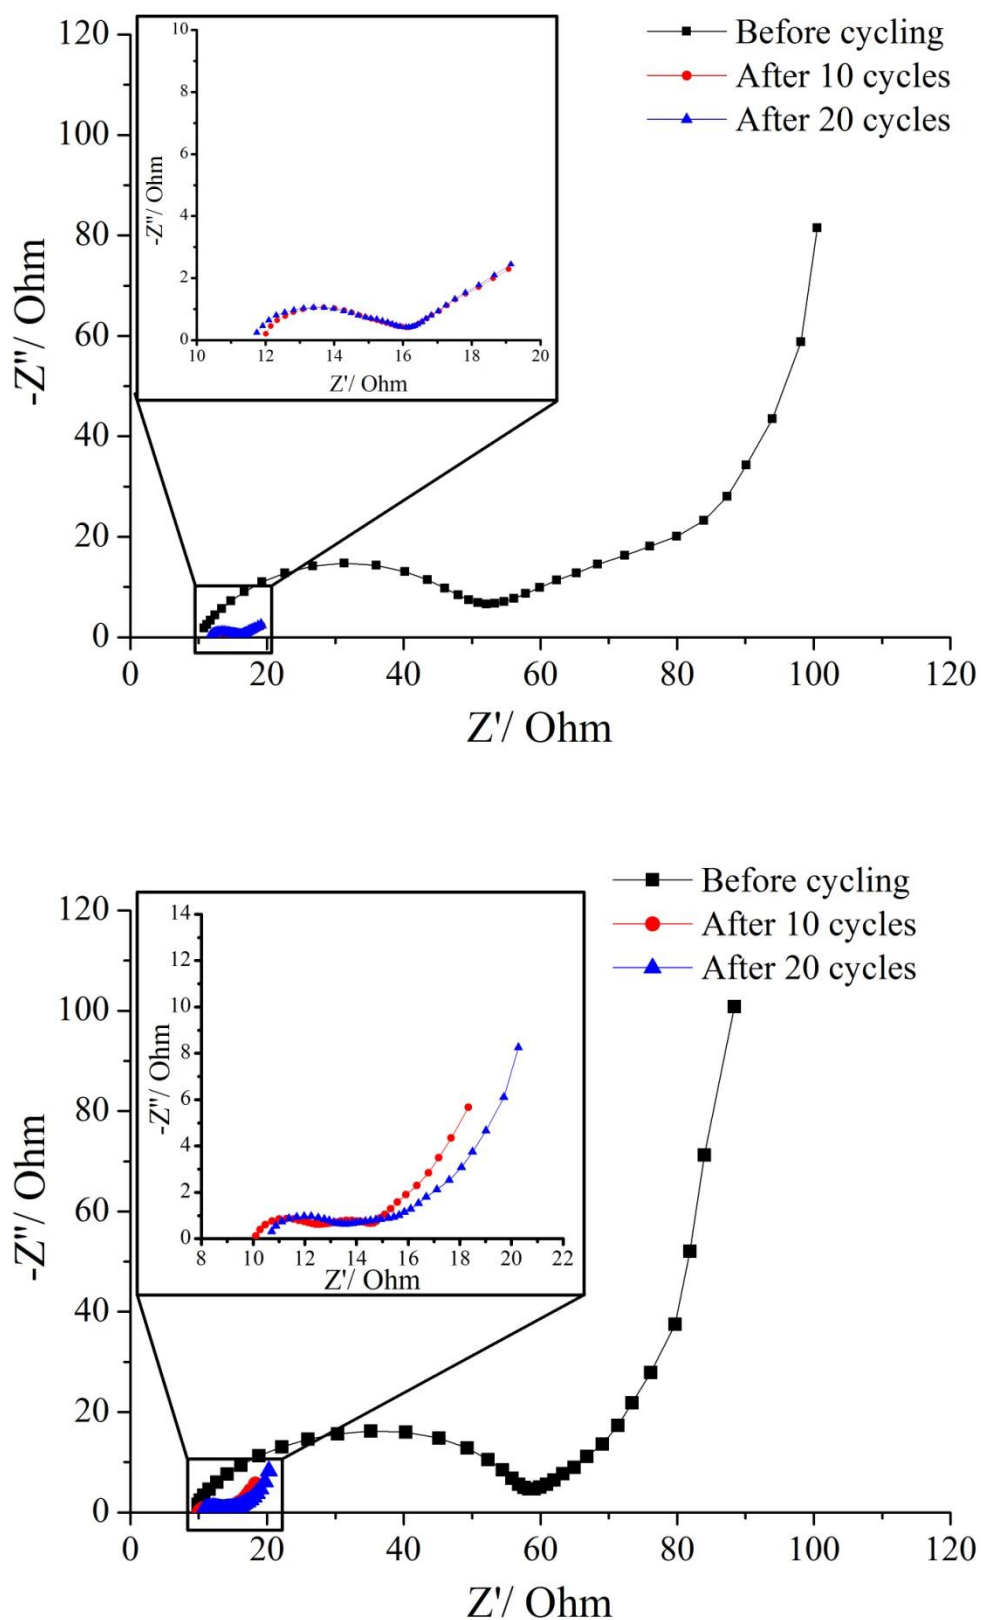 Before cycling
After 10 cycles
After 20 cycles
120
100
80
60
40
20
0
-Z"/ Ohm
0 20 40 60 80 100 120
Z'/ Ohm
10
8
6
4
2
0
-Z"/ Ohm
10 12 14 16 18 20
Z'/ Ohm
Before cycling
After 10 cycles
After 20 cycles
120
100
80
60
40
20
0
-Z"/ Ohm
0 20 40 60 80 100 120
Z'/ Ohm
14
12
10
8
6
4
2
0
-Z"/ Ohm
8 10 12 14 16 18 20 22
Z'/ Ohm